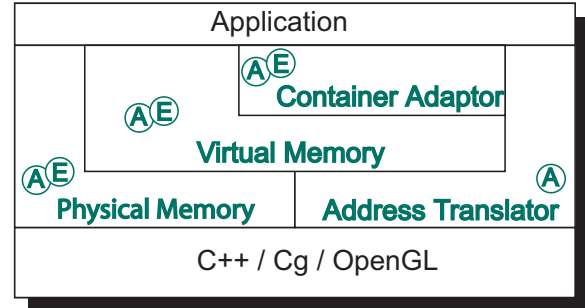 Application
A E
Container Adaptor
A E
Virtual Memory
A E
A
Physical Memory
Address Translator
C++ / Cg / OpenGL